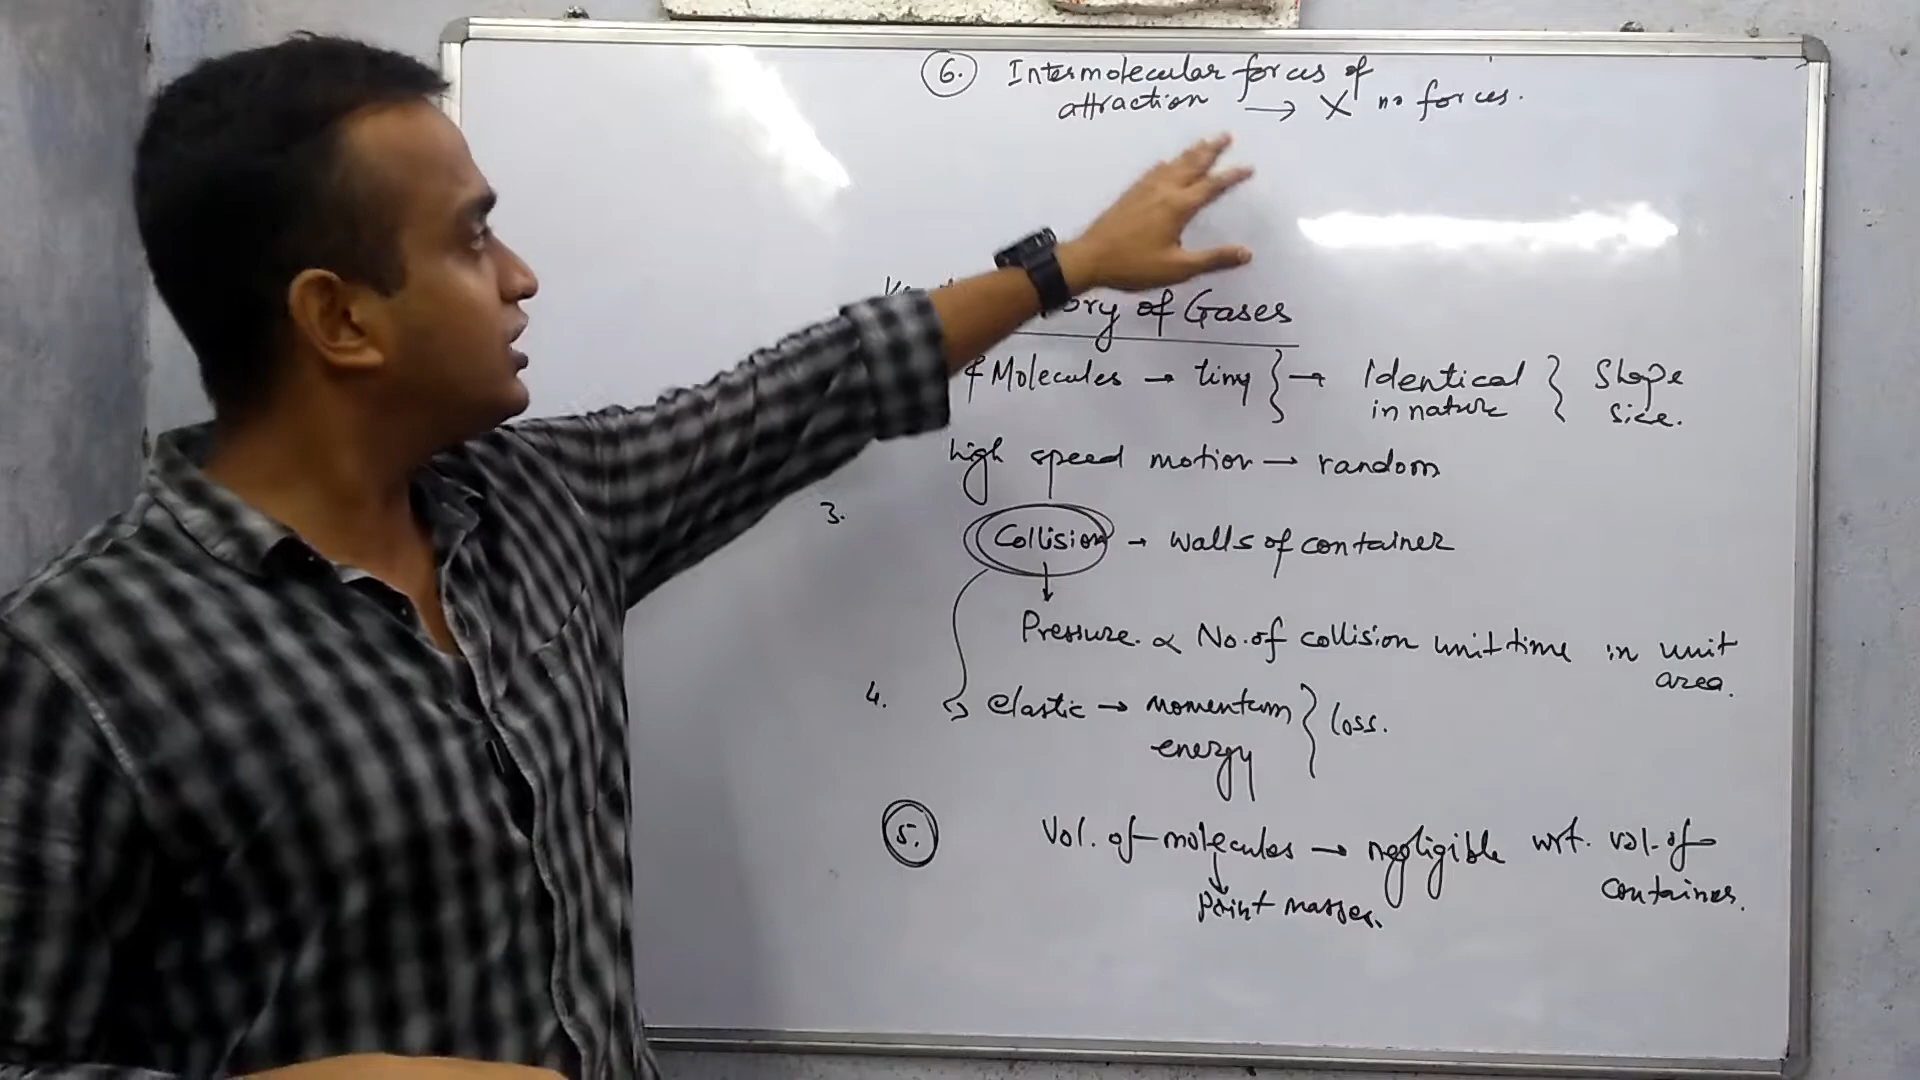 6. Intermolecular forces of
attraction → X no forces.
ory of Gases
Molecules → tiny } → Identical } Shape
in nature size.
high speed motion → random
3.
Collision → walls of container
Pressure. ∝ No. of collision unit time in unit
area.
4. elastic → momentum } loss.
energy
5. Vol. of molecules → negligible wrt. vol. of
container.
Point masses.